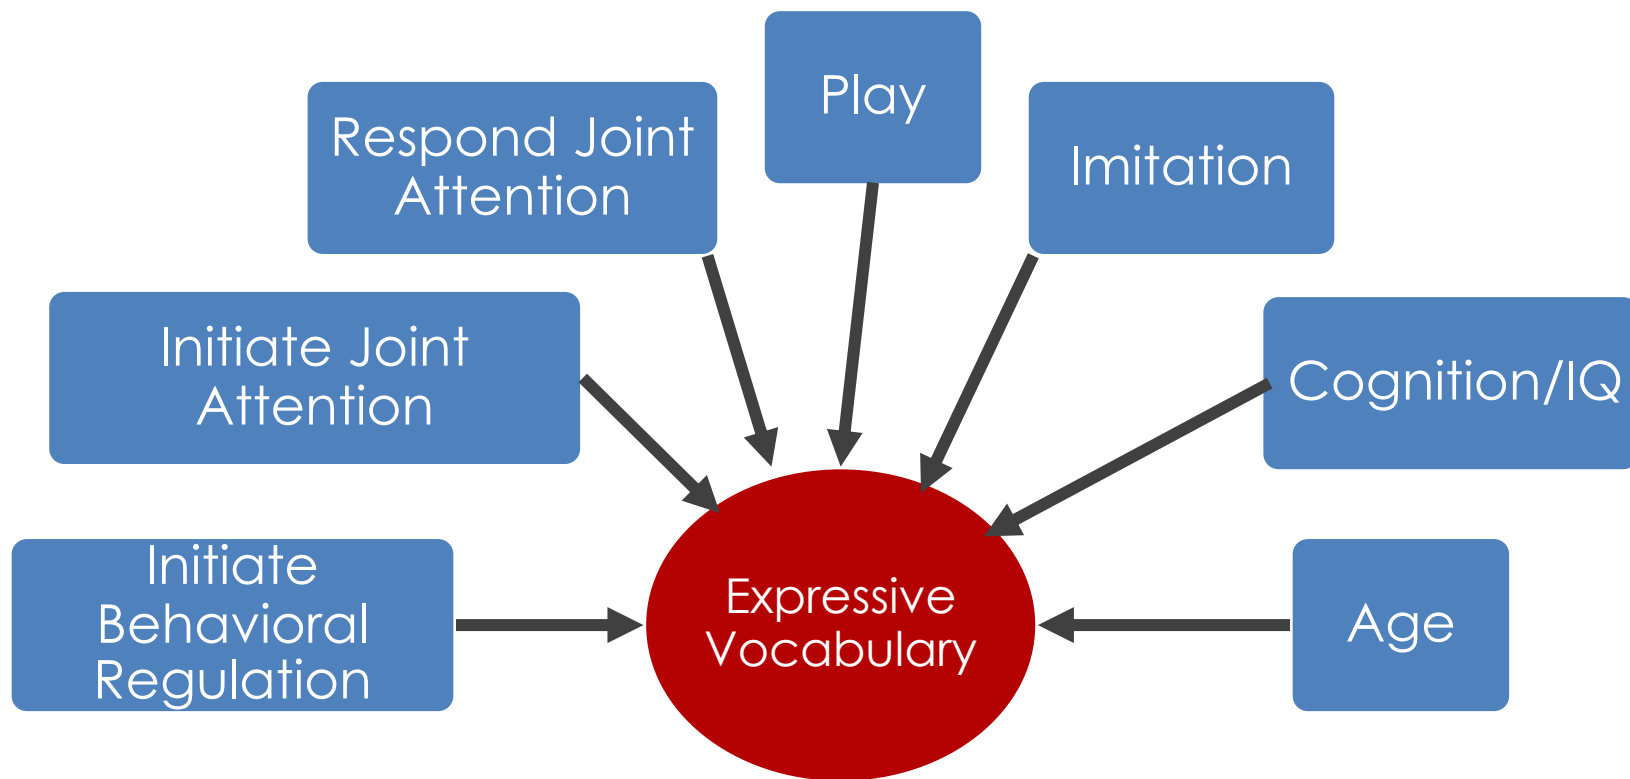 Play
Respond Joint
Attention
Imitation
Initiate Joint
Attention
Cognition/IQ
Initiate
Behavioral
Regulation
Expressive
Vocabulary
Age